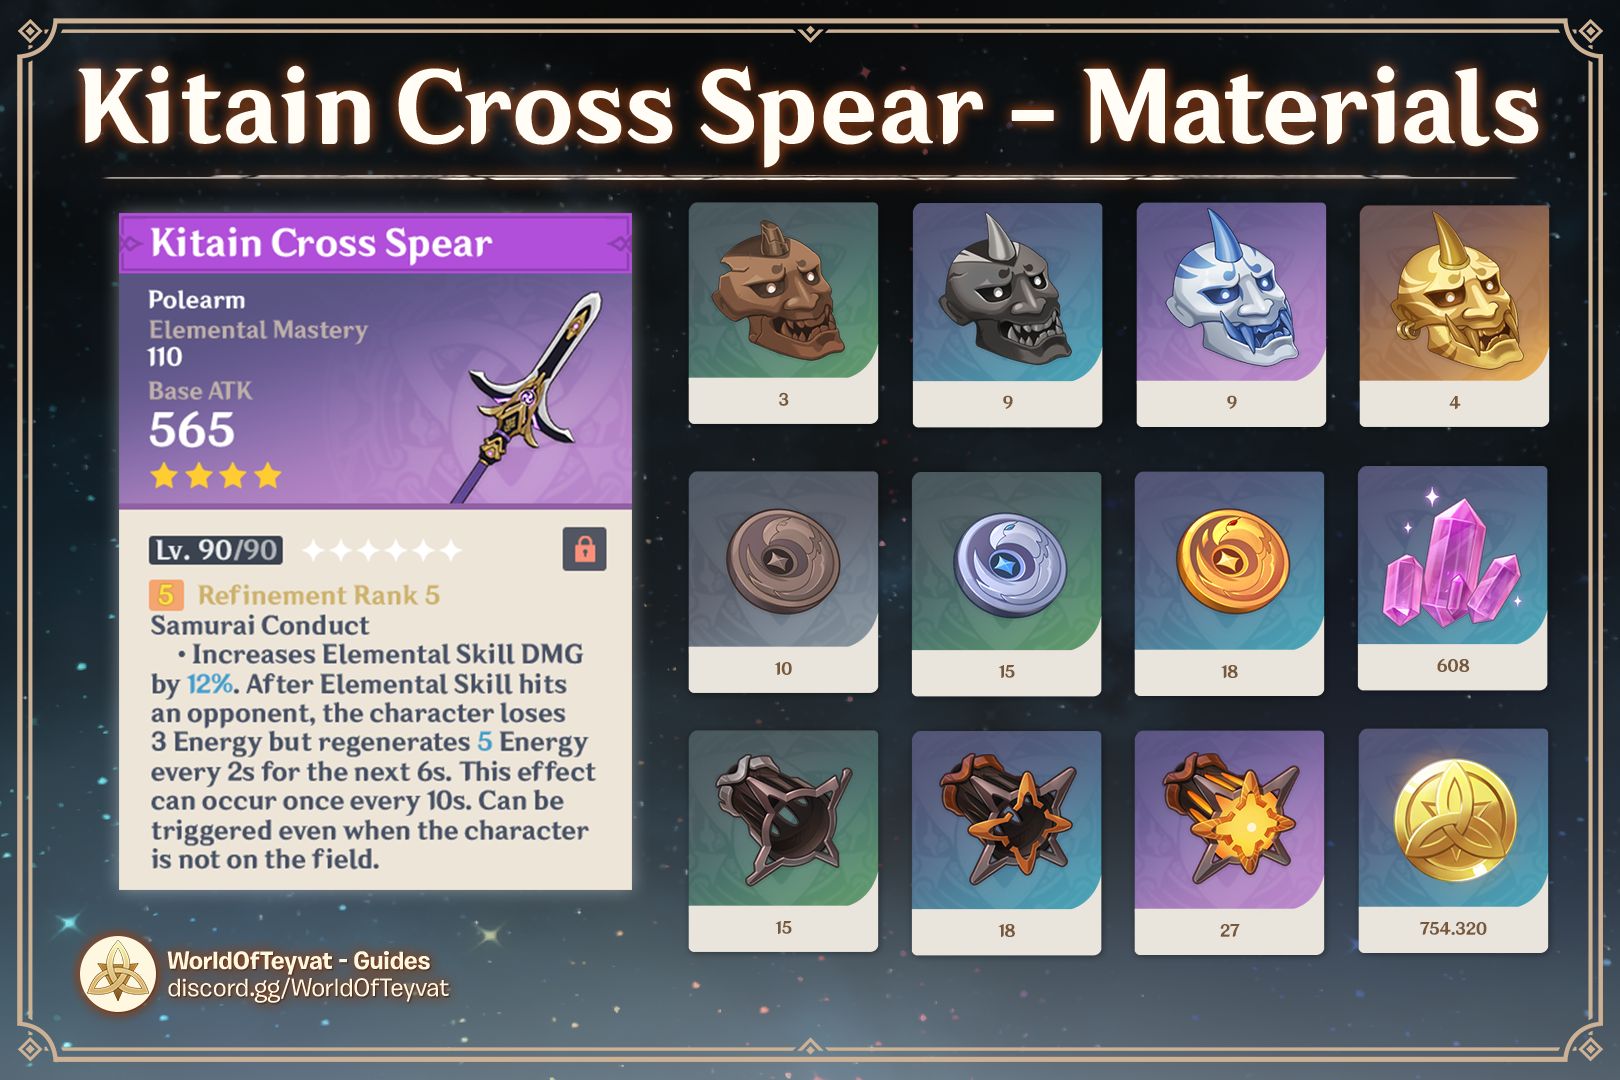 Kitain Cross Spear - Materials
Kitain Cross Spear
Polearm
Elemental Mastery
110
Base ATK
565
Lv. 90/90
5 Refinement Rank 5
Samurai Conduct
• Increases Elemental Skill DMG
by 12%. After Elemental Skill hits
an opponent, the character loses
3 Energy but regenerates 5 Energy
every 2s for the next 6s. This effect
can occur once every 10s. Can be
triggered even when the character
is not on the field.
3
9
9
4
10
15
18
608
15
18
27
754.320
WorldOfTeyvat - Guides
discord.gg/WorldOfTeyvat